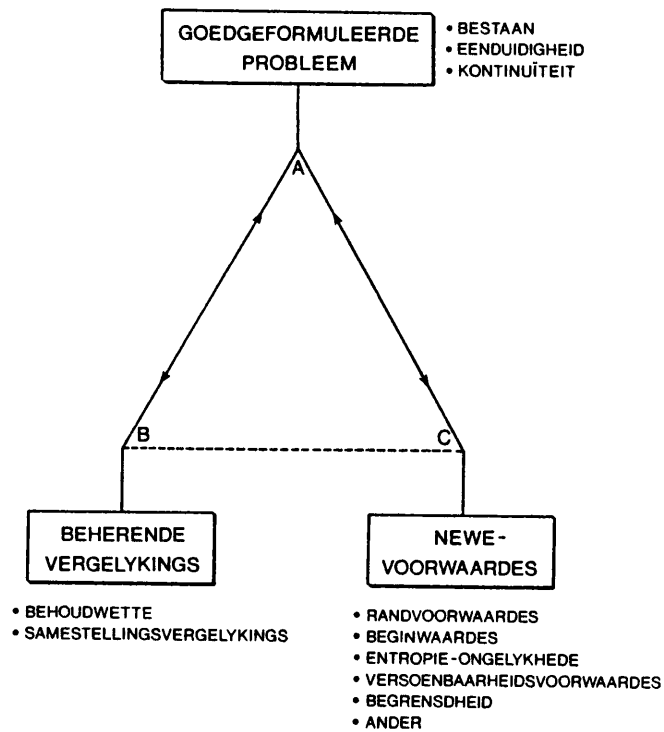 GOEDGEFORMULEERDE
PROBLEEM
• BESTAAN
• EENDUIDIGHEID
• KONTINUÏTEIT
A
B
C
BEHERENDE
VERGELYKINGS
• BEHOUDWETTE
• SAMESTELLINGSVERGELYKINGS
NEWE-
VOORWAARDES
• RANDVOORWAARDES
• BEGINWAARDES
• ENTROPIE-ONGELYKHEDE
• VERSOENBAARHEIDSVOORWAARDES
• BEGRENSDHEID
• ANDER